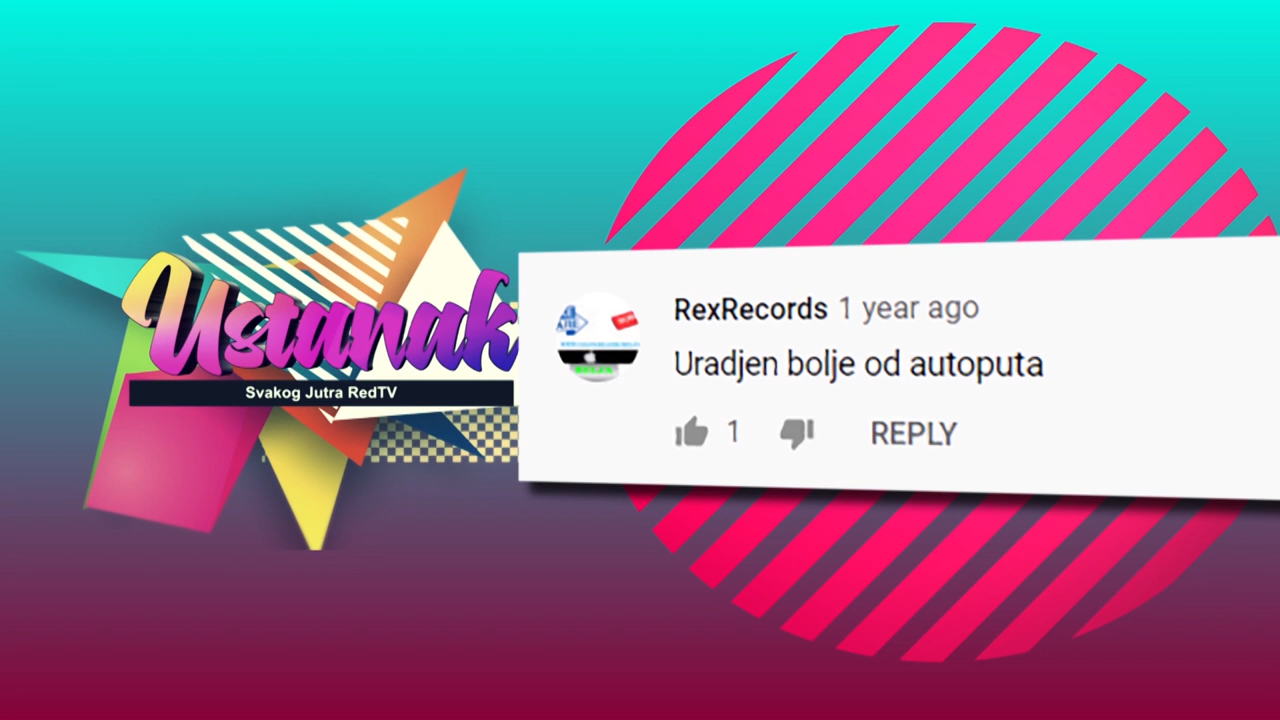 Ustanak
Svakog Jutra RedTV
RexRecords 1 year ago
Uradjen bolje od autoputa
1
REPLY